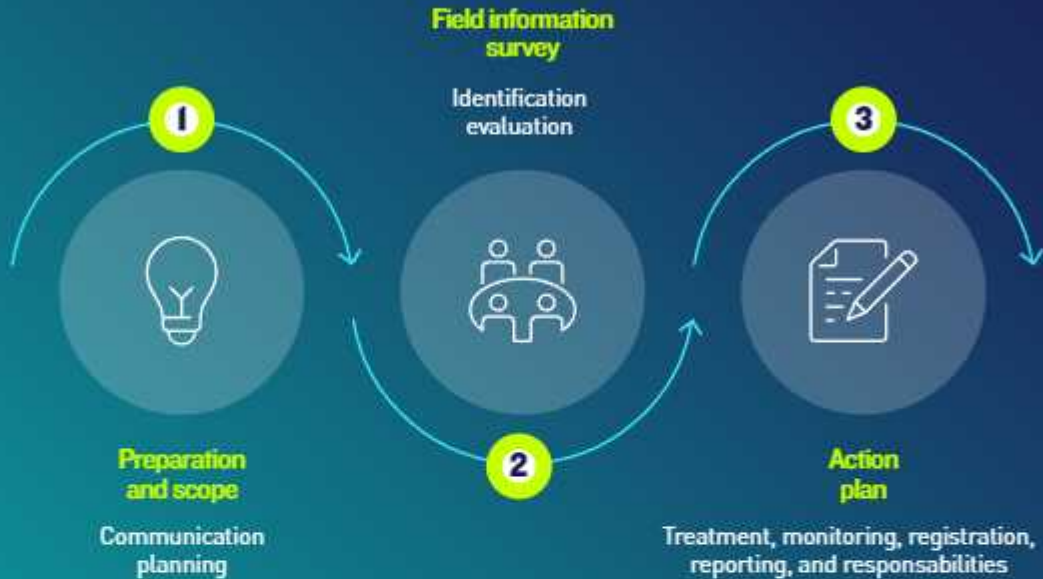 1
Preparation
and scope
Communication
planning
Field information
survey
Identification
evaluation
2
3
Action
plan
Treatment, monitoring, registration,
reporting, and responsabilities